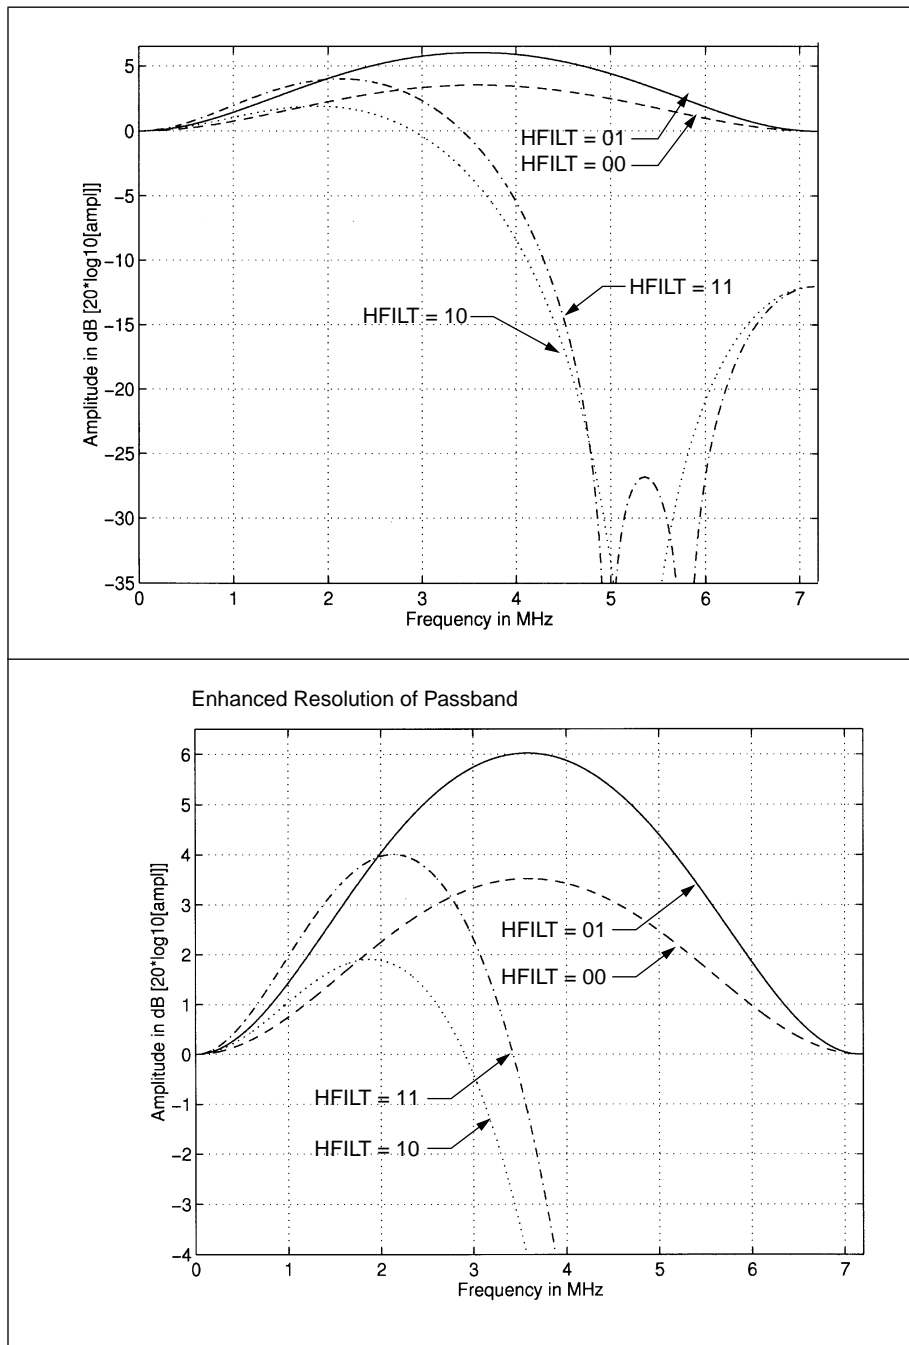 5
0
−5
−10
−15
−20
−25
−30
−35
Amplitude in dB [20*log10[ampl]]
HFILT = 01
HFILT = 00
HFILT = 11
HFILT = 10
0 1 2 3 4 5 6 7
Frequency in MHz
Enhanced Resolution of Passband
6
5
4
3
2
1
0
−1
−2
−3
−4
Amplitude in dB [20*log10[ampl]]
HFILT = 01
HFILT = 00
HFILT = 11
HFILT = 10
0 1 2 3 4 5 6 7
Frequency in MHz